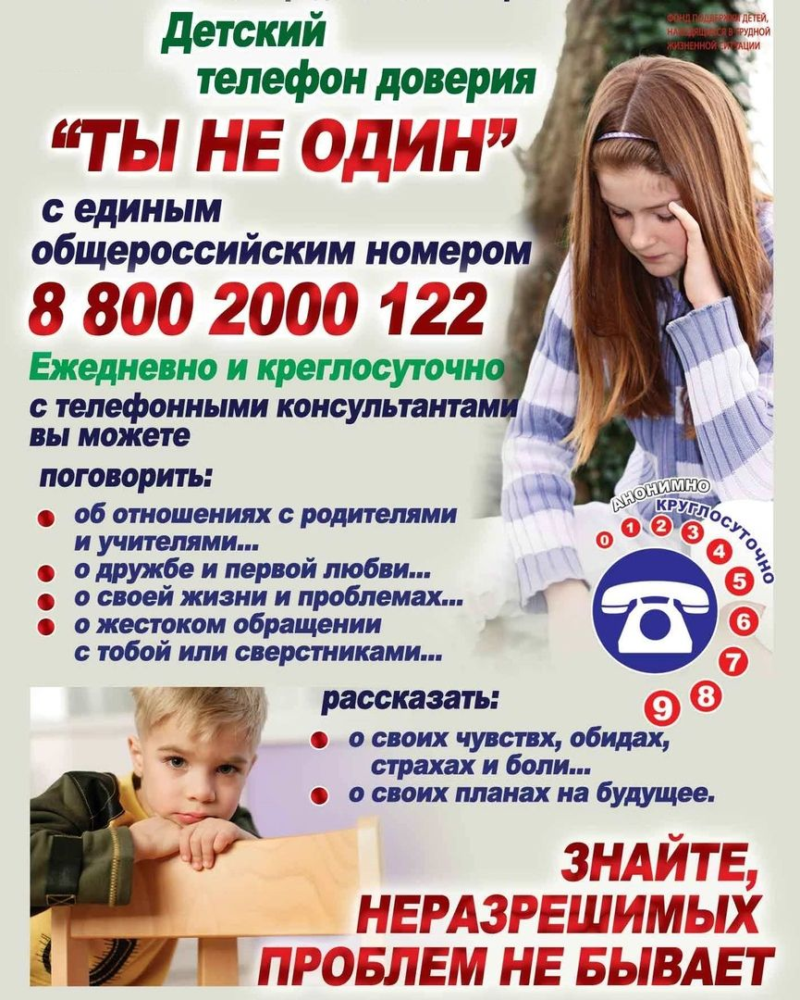 Детский
телефон доверия
“ТЫ НЕ ОДИН”
ФОНД ПОДДЕРЖКИ ДЕТЕЙ,
НАХОДЯЩИХСЯ В ТРУДНОЙ
ЖИЗНЕННОЙ СИТУАЦИИ
с единым
общероссийским номером
8 800 2000 122
Ежедневно и креглосуточно
с телефонными консультантами
вы можете
поговорить:
об отношениях с родителями
и учителями...
о дружбе и первой любви...
о своей жизни и проблемах...
о жестоком обращении
с тобой или сверстниками...
АНОНИМНО
КРУГЛОСУТОЧНО
0 1 2 3 4 5 6 7 8 9
рассказать:
о своих чувствх, обидах,
страхах и боли...
о своих планах на будущее.
ЗНАЙТЕ,
НЕРАЗРЕШИМЫХ
ПРОБЛЕМ НЕ БЫВАЕТ